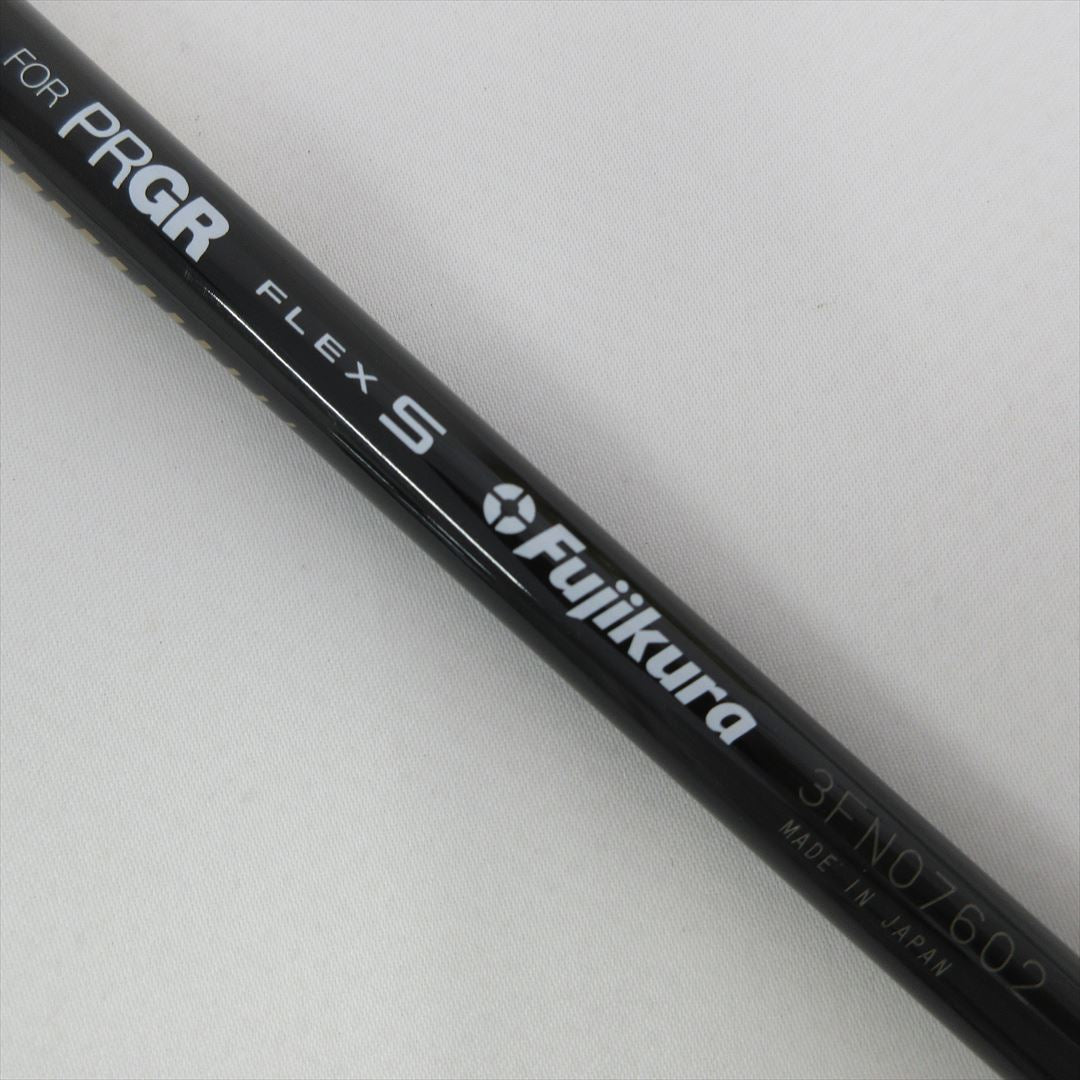 FOR PRGR FLEX S Fujikura 3FN07602
MADE IN JAPAN